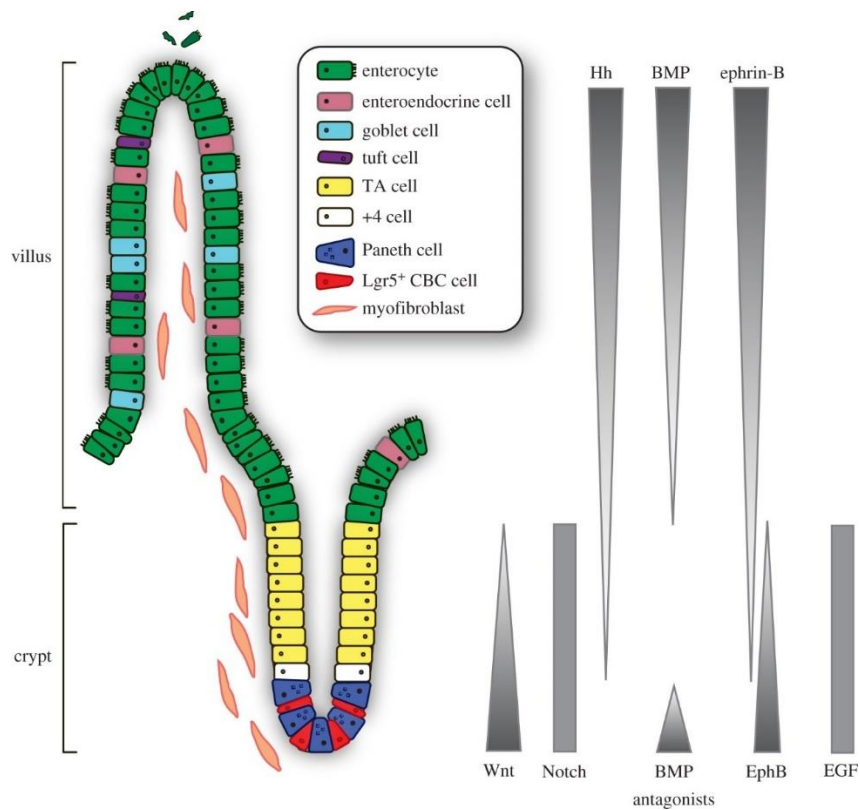 enterocyte
enteroendocrine cell
goblet cell
tuft cell
TA cell
+4 cell
Paneth cell
Lgr5⁺ CBC cell
myofibroblast
Hh
BMP
ephrin-B
villus
crypt
Wnt
Notch
BMP
antagonists
EphB
EGF